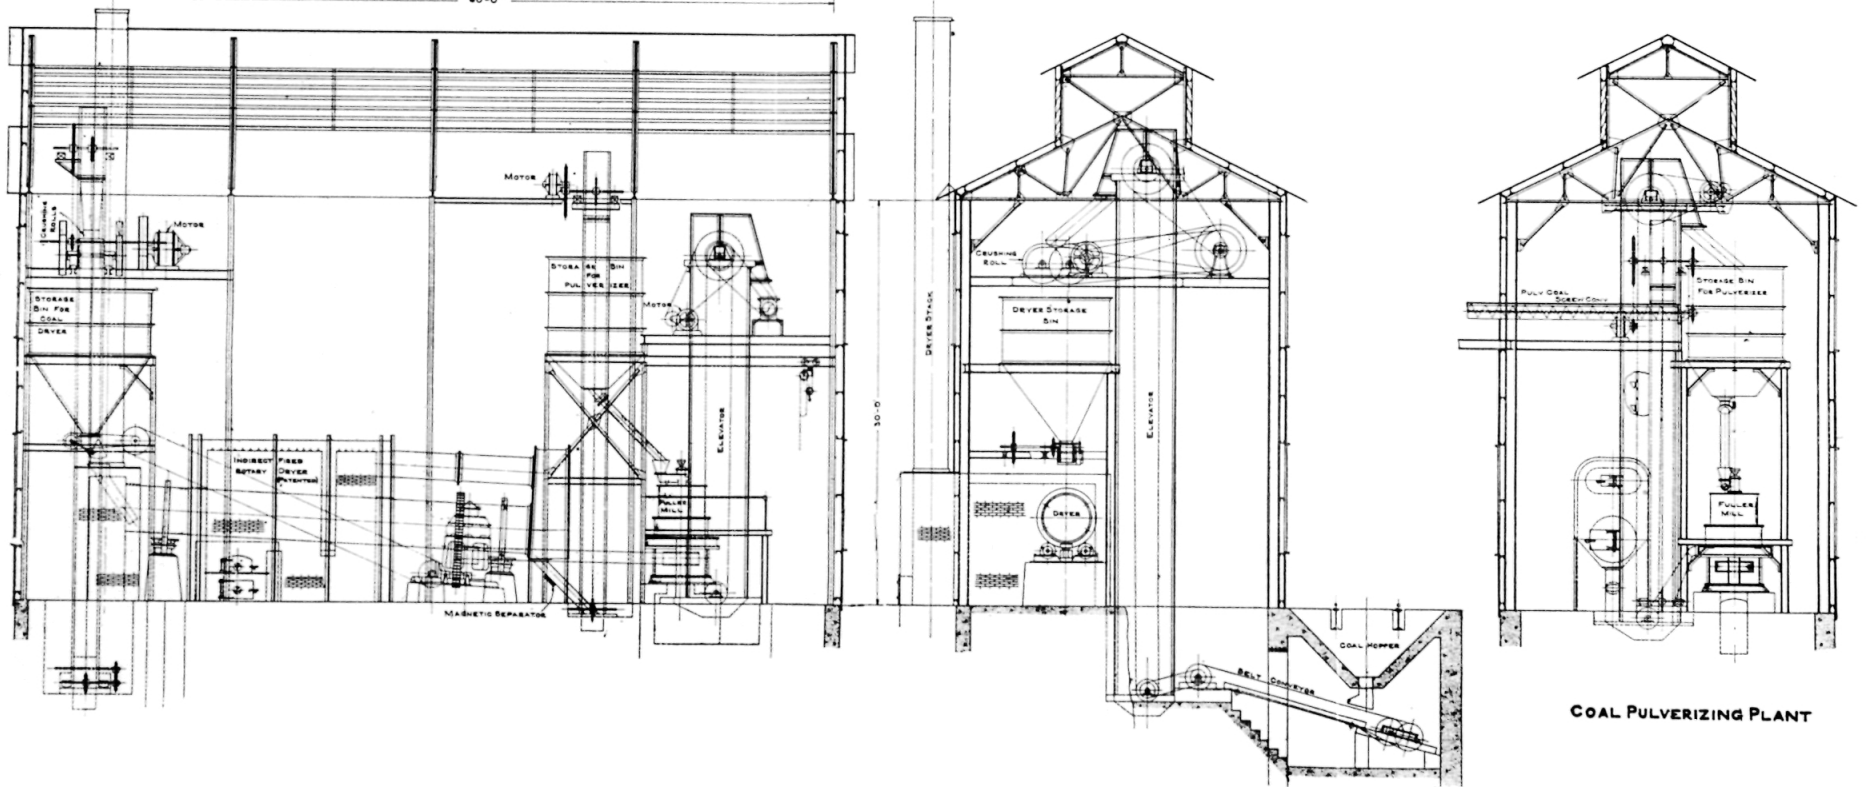 MOTOR
CRUSHING
ROLLS
MOTOR
STORAGE
BIN FOR
COAL
DRYER
STORAGE BIN
FOR
PULVERIZER
MOTOR
ELEVATOR
INDIRECT FIRED
ROTARY DRYER
(PATENTED)
FULLER
MILL
MAGNETIC SEPARATOR
30'-0"
DRYER STACK
CRUSHING
ROLL
DRYER STORAGE
BIN
ELEVATOR
DRYER
COAL HOPPER
BELT CONVEYOR
PULV. COAL
SCREW CONV.
STORAGE BIN
FOR PULVERIZER
FULLER
MILL
COAL PULVERIZING PLANT